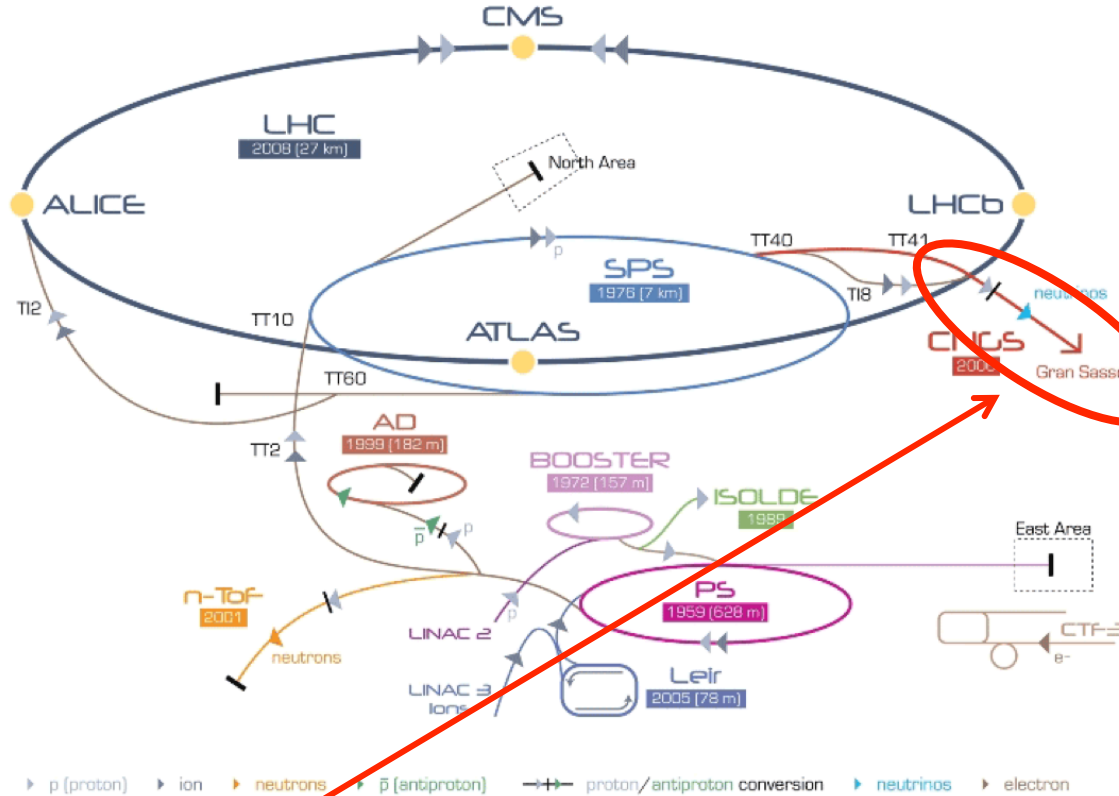 CMS
LHC
2008 (27 km)
North Area
ALICE
LHCb
TT40
TT41
SPS
1976 (7 km)
p
TI8
neutrinos
TI2
TT10
ATLAS
CNGS
Gran Sasso
TT60
AD
1999 (182 m)
TT2
BOOSTER
1972 (157 m)
ISOLDE
1989
p̄
p
East Area
n-ToF
2001
PS
1959 (628 m)
LINAC 2
p
neutrons
CTF-3
e-
LINAC 3
Ions
Leir
2005 (78 m)
p (proton)
ion
neutrons
p̄ (antiproton)
proton/antiproton conversion
neutrinos
electron